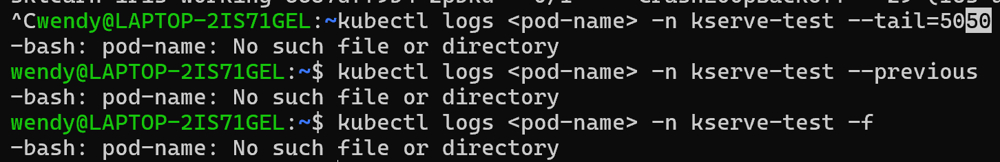 ^Cwendy@LAPTOP-2IS71GEL:~kubectl logs <pod-name> -n kserve-test --tail=5050
-bash: pod-name: No such file or directory
wendy@LAPTOP-2IS71GEL:~$ kubectl logs <pod-name> -n kserve-test --previous
-bash: pod-name: No such file or directory
wendy@LAPTOP-2IS71GEL:~$ kubectl logs <pod-name> -n kserve-test -f
-bash: pod-name: No such file or directory